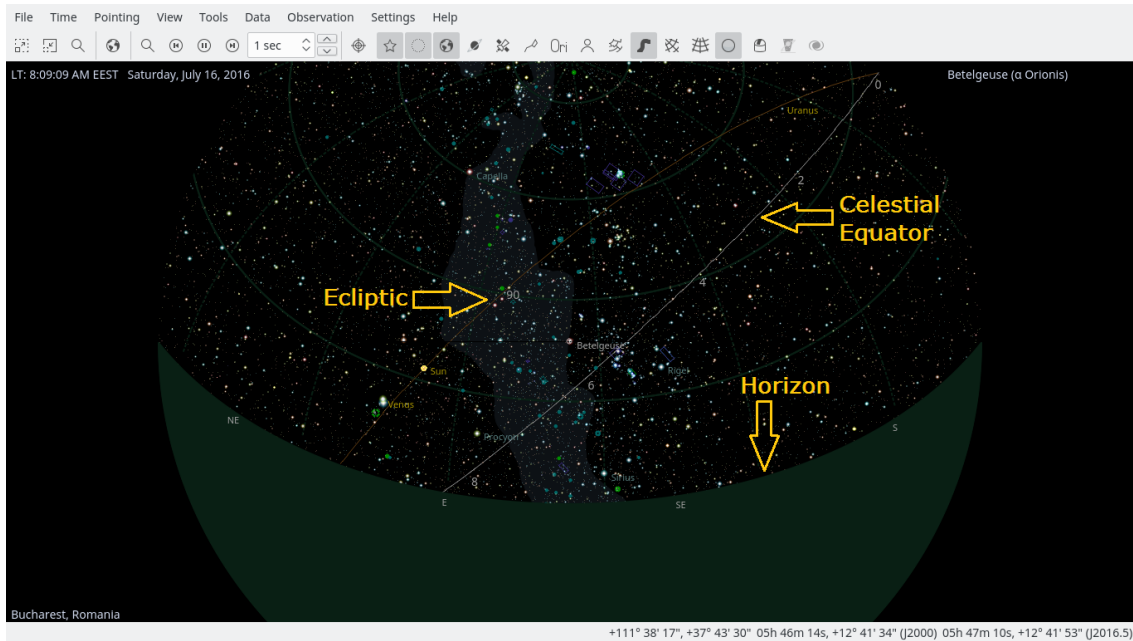 File Time Pointing View Tools Data Observation Settings Help
1 sec Ori
LT: 8:09:09 AM EEST Saturday, July 16, 2016
Betelgeuse (α Orionis)
0
Uranus
Capella
2
Celestial
Equator
4
Ecliptic
90
Betelgeuse
Sun
Rigel
6
Horizon
Venus
NE
S
Procyon
8
Sirius
E
SE
Bucharest, Romania
+111° 38' 17", +37° 43' 30" 05h 46m 14s, +12° 41' 34" (J2000) 05h 47m 10s, +12° 41' 53" (J2016.5)